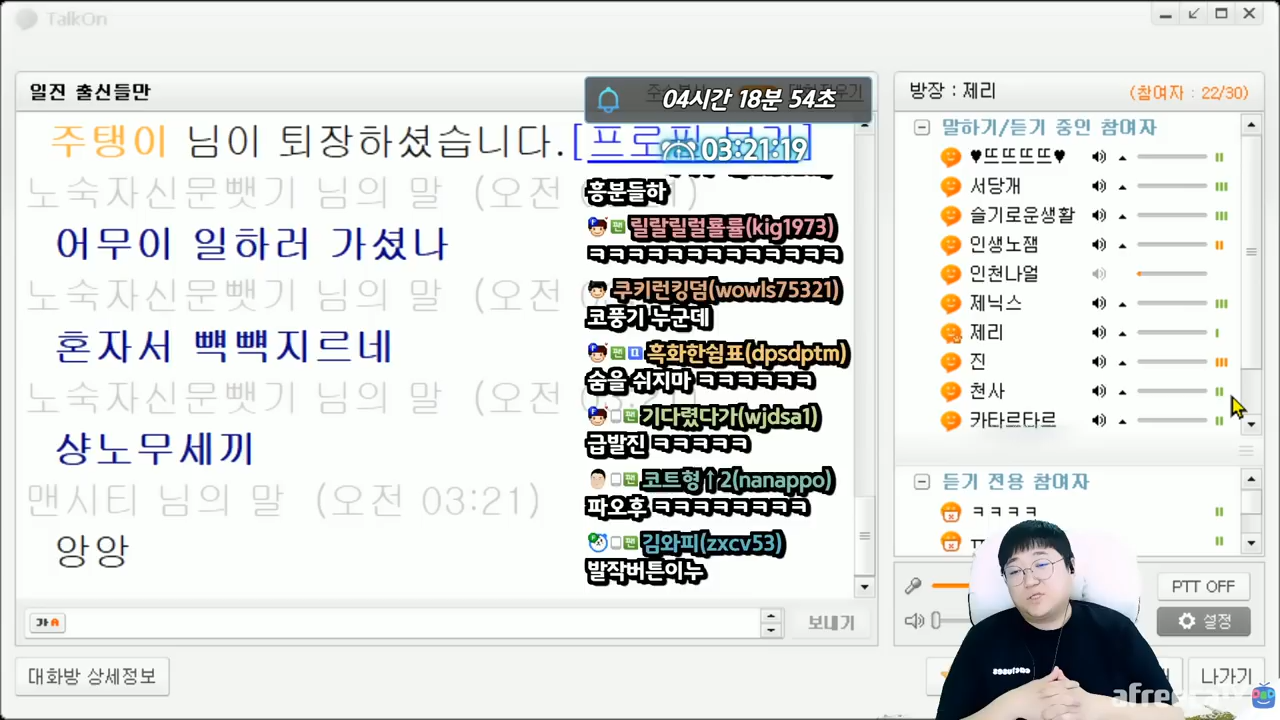 TalkOn
일진 출신들만
04시간 18분 54초
03:21:19
주탱이 님이 퇴장하셨습니다.[프로필 보기]
노숙자신문뺏기 님의 말 (오전
어무이 일하러 가셨나
노숙자신문뺏기 님의 말 (오전
혼자서 빽빽지르네
노숙자신문뺏기 님의 말 (오전
샹노무세끼
맨시티 님의 말 (오전 03:21)
앙앙
흥분들하
릴랄릴럴룔률(kig1973)
ㅋㅋㅋㅋㅋㅋㅋㅋㅋㅋㅋㅋㅋ
쿠키런킹덤(wowls75321)
코풍기 누군데
흑화한쉼표(dpsdptm)
숨을 쉬지마 ㅋㅋㅋㅋㅋㅋ
기다렸다가(wjdsa1)
급발진 ㅋㅋㅋㅋㅋ
코트형↑2(nanappo)
파오후 ㅋㅋㅋㅋㅋㅋㅋㅋ
김와피(zxcv53)
발작버튼이누
가가
보내기
대화방 상세정보
방장 : 제리
(참여자 : 22/30)
말하기/듣기 중인 참여자
♥뜨뜨뜨뜨♥
서당개
슬기로운생활
인생노잼
인천나얼
제닉스
제리
진
천사
카타르타르
듣기 전용 참여자
ㅋㅋㅋㅋ
PTT OFF
설정
나가기